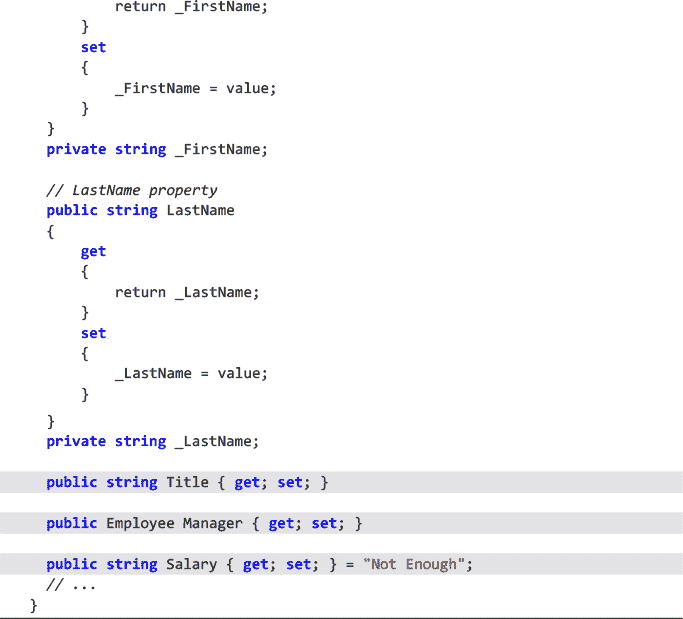 return _FirstName;
}
set
{
_FirstName = value;
}
}
private string _FirstName;
// LastName property
public string LastName
{
get
{
return _LastName;
}
set
{
_LastName = value;
}
}
private string _LastName;
public string Title { get; set; }
public Employee Manager { get; set; }
public string Salary { get; set; } = "Not Enough";
// ...
}